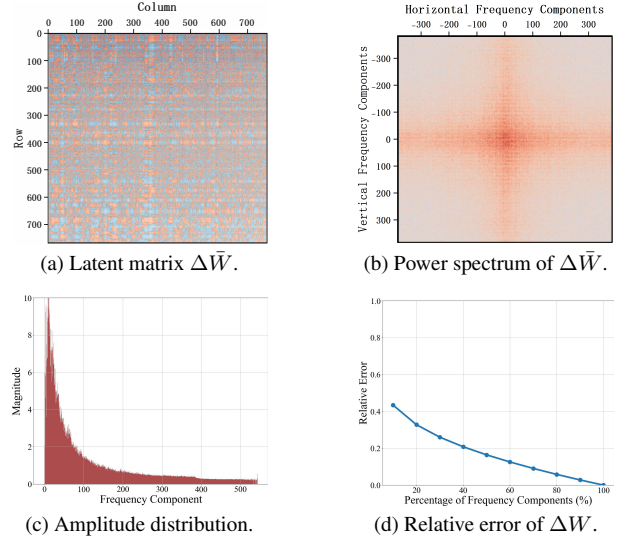 Column
0 100 200 300 400 500 600 700
0
100
200
300
400
500
600
700
Row
(a) Latent matrix ΔW̄.
Horizontal Frequency Components
-300 -200 -100 0 100 200 300
-300
-200
-100
0
100
200
300
Vertical Frequency Components
(b) Power spectrum of ΔW̄.
10
8
6
4
2
0
Magnitude
0 100 200 300 400 500
Frequency Component
(c) Amplitude distribution.
1.0
0.8
0.6
0.4
0.2
0.0
Relative Error
20 40 60 80 100
Percentage of Frequency Components (%)
(d) Relative error of ΔW.